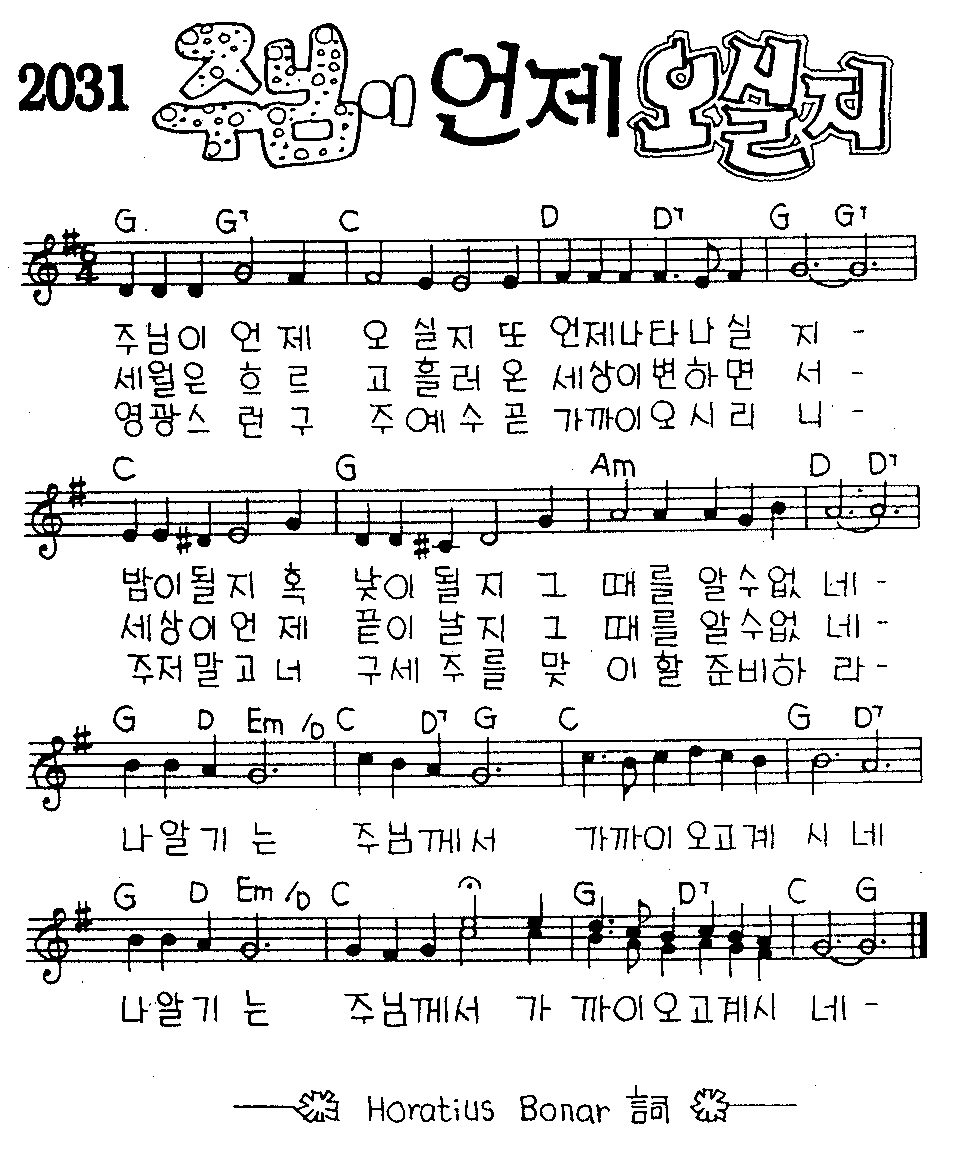 2031 주님이 언제 오실지
G G7 C D D7 G G7
6
4
주님이 언 제 오 실지 또 언제나타나실 지 -
세월은 흐 르 고 흘러 온 세상이변하면 서 -
영광스 런 구 주 예수 곧 가까이오시리 니 -
C G Am D D7
밤이될지 혹 낮이 될지 그 때를 알수없 네 -
세상이언 제 끝이 날지 그 때를 알수없 네 -
주저말고 너 구세 주를 맞 이할 준비하 라 -
G D Em /D C D7 G C G D7
나알기 는 주님께서 가까이오고계 시 네
G D Em /D C G D7 C G
나알기 는 주님께서 가 까이오고계시 네 -
Horatius Bonar 詞